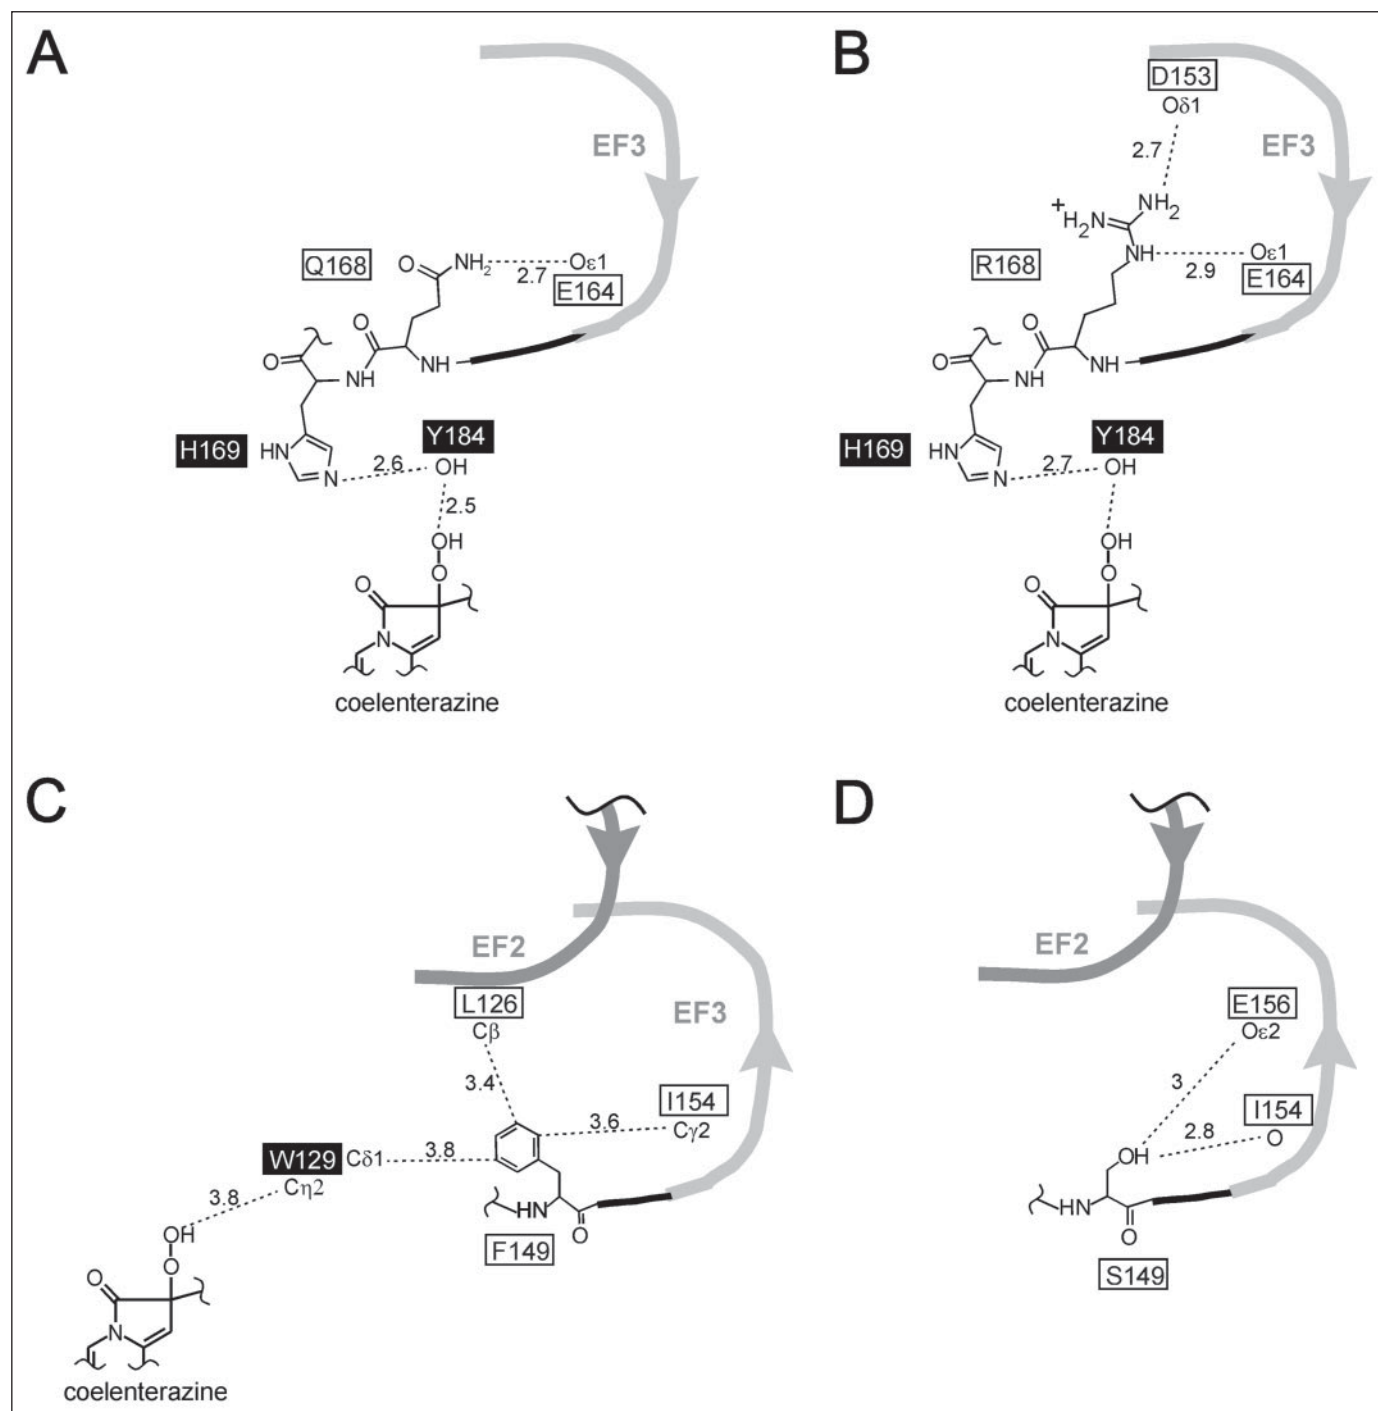 A
EF3
Q168
O
NH2
2.7
Oε1
E164
O
O
NH
NH
H169
HN
N
2.6
Y184
OH
2.5
OH
O
O
N
coelenterazine
B
D153
Oδ1
EF3
2.7
+
H2N
NH2
R168
NH
2.9
Oε1
E164
O
O
NH
NH
H169
HN
N
2.7
Y184
OH
OH
O
O
N
coelenterazine
C
EF2
L126
Cβ
EF3
3.4
I154
3.6
Cγ2
W129
Cδ1
3.8
Cη2
3.8
HN
O
F149
OH
O
O
N
coelenterazine
D
EF2
E156
Oε2
3
I154
2.8
O
OH
HN
O
S149